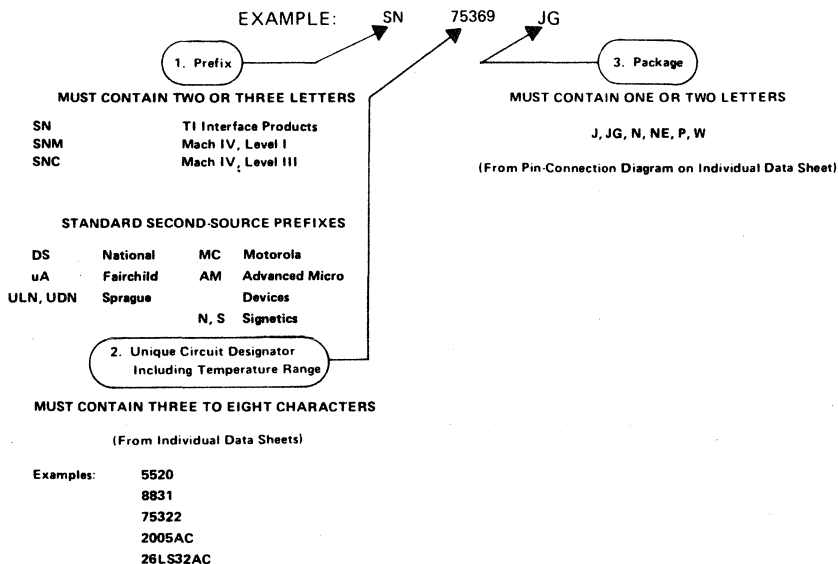 EXAMPLE: SN 75369 JG
1. Prefix
MUST CONTAIN TWO OR THREE LETTERS
SN TI Interface Products
SNM Mach IV, Level I
SNC Mach IV, Level III
STANDARD SECOND-SOURCE PREFIXES
DS National MC Motorola
uA Fairchild AM Advanced Micro
ULN, UDN Sprague Devices
N, S Signetics
2. Unique Circuit Designator
Including Temperature Range
MUST CONTAIN THREE TO EIGHT CHARACTERS
(From Individual Data Sheets)
Examples: 5520
8831
75322
2005AC
26LS32AC
3. Package
MUST CONTAIN ONE OR TWO LETTERS
J, JG, N, NE, P, W
(From Pin-Connection Diagram on Individual Data Sheet)